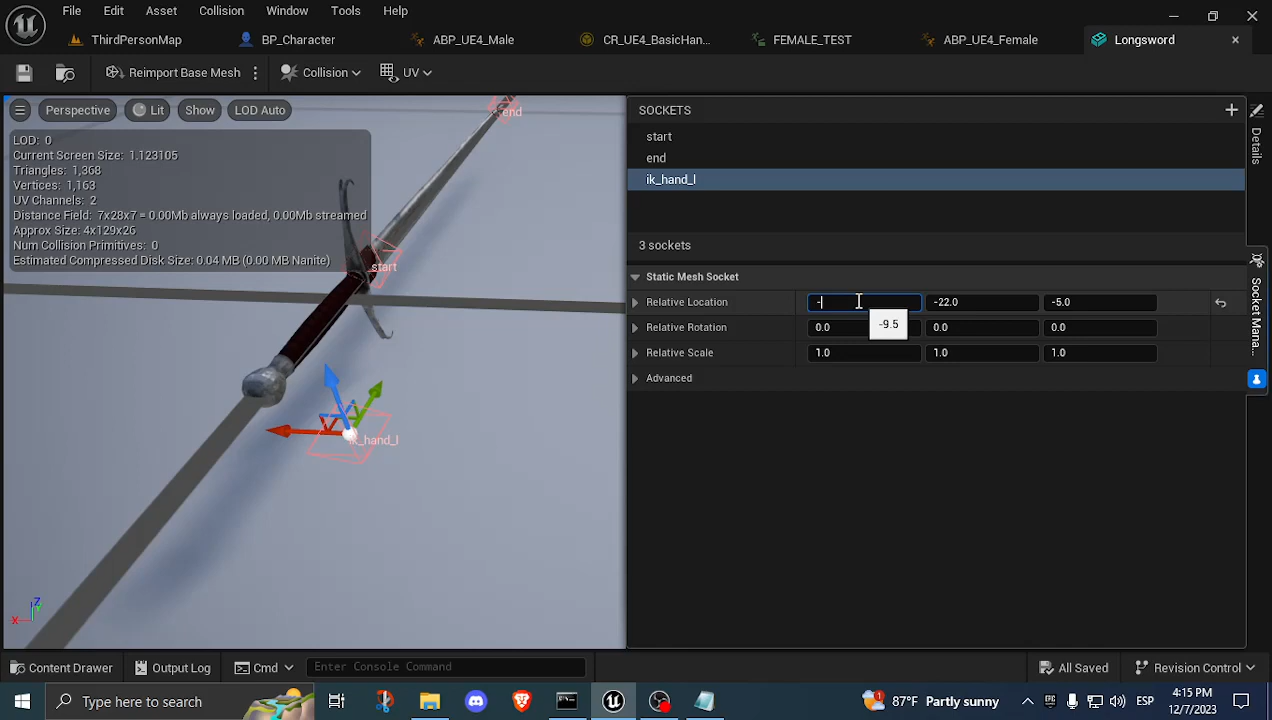 File Edit Asset Collision Window Tools Help
ThirdPersonMap BP_Character ABP_UE4_Male CR_UE4_BasicHan... FEMALE_TEST ABP_UE4_Female Longsword
Reimport Base Mesh Collision UV
Perspective Lit Show LOD Auto
LOD: 0
Current Screen Size: 1.123105
Triangles: 1,368
Vertices: 1,163
UV Channels: 2
Distance Field: 7x28x7 = 0.00Mb always loaded, 0.00Mb streamed
Approx Size: 4x129x26
Num Collision Primitives: 0
Estimated Compressed Disk Size: 0.04 MB (0.00 MB Nanite)
end
start
ik_hand_l
X Z
SOCKETS
start
end
ik_hand_l
3 sockets
Static Mesh Socket
Relative Location - -22.0 -5.0
-9.5
Relative Rotation 0.0 0.0 0.0
Relative Scale 1.0 1.0 1.0
Advanced
Details
Socket Mana...
Content Drawer Output Log Cmd Enter Console Command All Saved Revision Control
Type here to search 1 87°F Partly sunny ESP 4:15 PM
12/7/2023